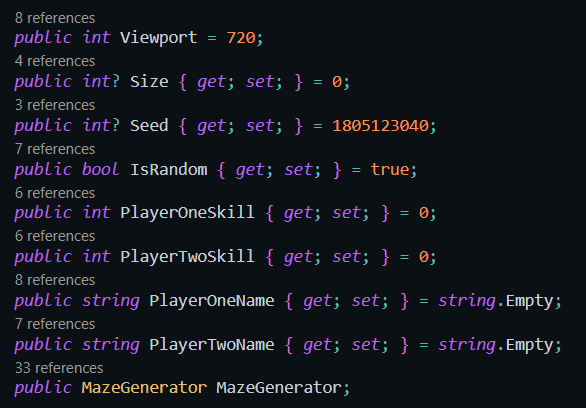 8 references
public int Viewport = 720;
4 references
public int? Size { get; set; } = 0;
3 references
public int? Seed { get; set; } = 1805123040;
7 references
public bool IsRandom { get; set; } = true;
6 references
public int PlayerOneSkill { get; set; } = 0;
6 references
public int PlayerTwoSkill { get; set; } = 0;
8 references
public string PlayerOneName { get; set; } = string.Empty;
7 references
public string PlayerTwoName { get; set; } = string.Empty;
33 references
public MazeGenerator MazeGenerator;